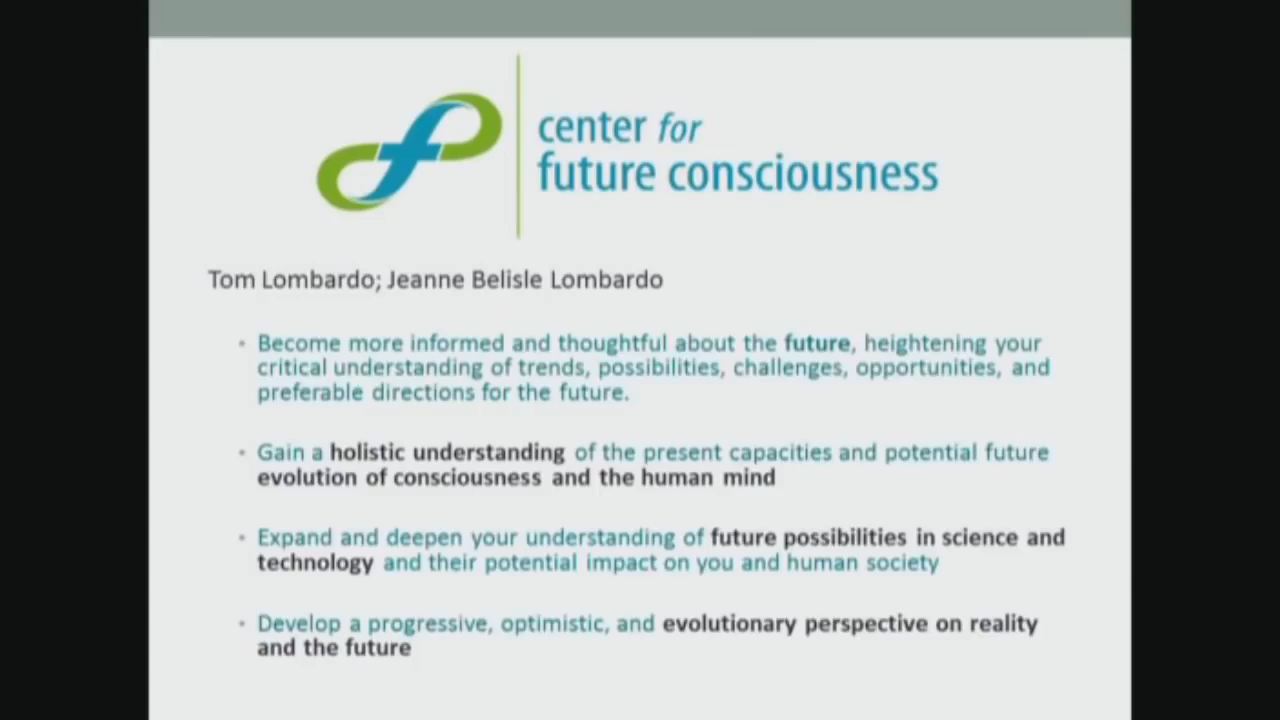 center for
future consciousness
Tom Lombardo; Jeanne Belisle Lombardo
• Become more informed and thoughtful about the future, heightening your
critical understanding of trends, possibilities, challenges, opportunities, and
preferable directions for the future.
• Gain a holistic understanding of the present capacities and potential future
evolution of consciousness and the human mind
• Expand and deepen your understanding of future possibilities in science and
technology and their potential impact on you and human society
• Develop a progressive, optimistic, and evolutionary perspective on reality
and the future